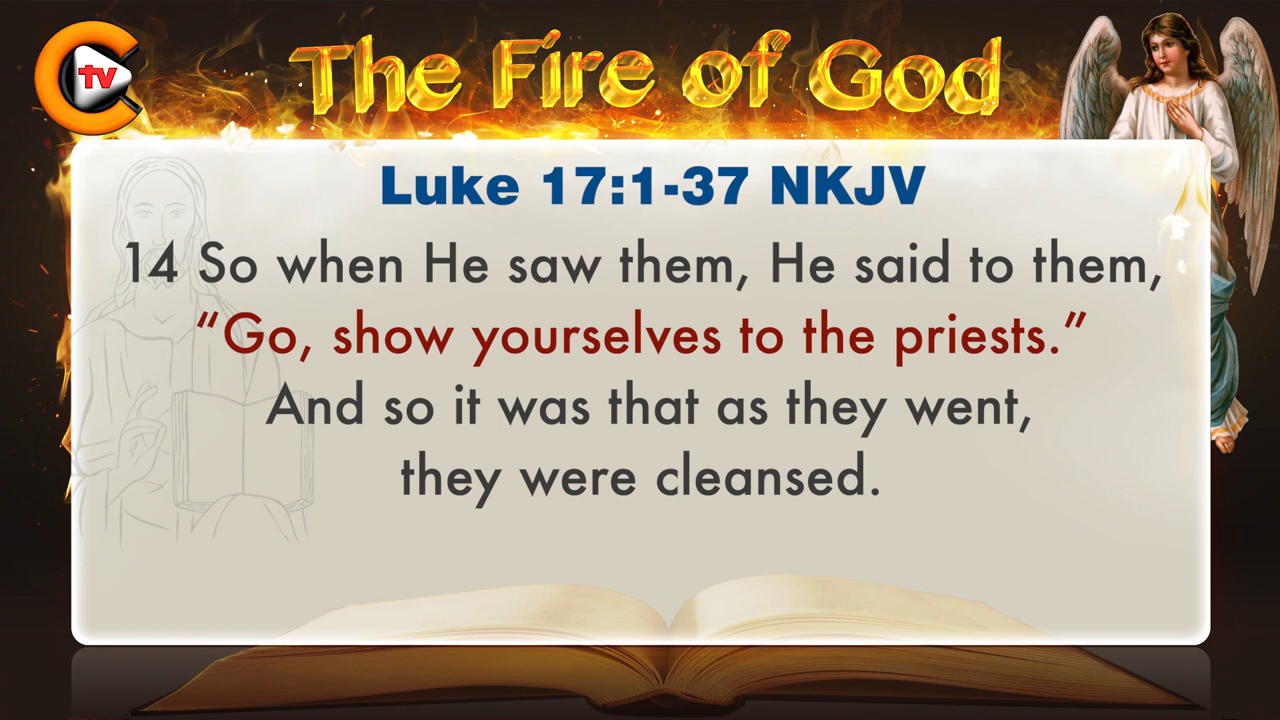 tv
The Fire of God
Luke 17:1-37 NKJV
14 So when He saw them, He said to them,
“Go, show yourselves to the priests.”
And so it was that as they went,
they were cleansed.